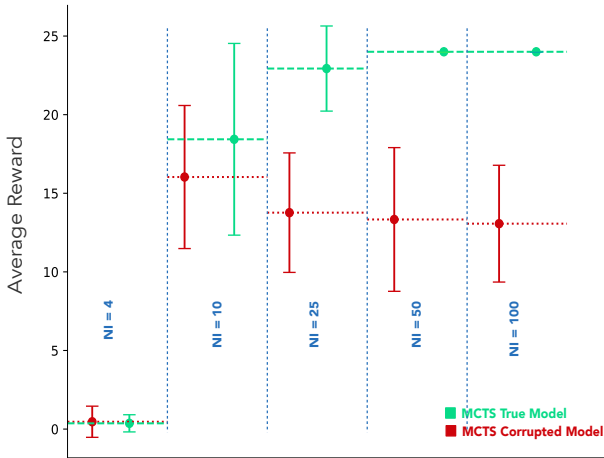 25
20
15
10
5
0
Average Reward
NI = 4
NI = 10
NI = 25
NI = 50
NI = 100
MCTS True Model
MCTS Corrupted Model